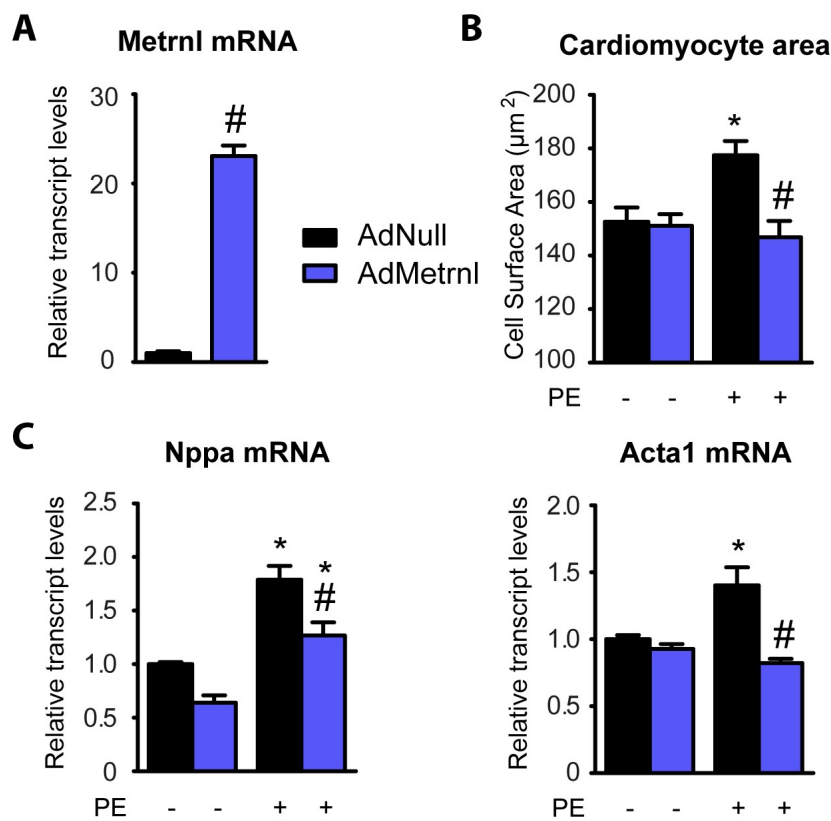 A
Metrnl mRNA
Relative transcript levels
30
20
10
0
#
AdNull
AdMetrnl
B
Cardiomyocyte area
Cell Surface Area (µm²)
200
180
160
140
120
100
*
#
PE - - + +
C
Nppa mRNA
Relative transcript levels
2.5
2.0
1.5
1.0
0.5
0
*
*
#
PE - - + +
Acta1 mRNA
Relative transcript levels
2.0
1.5
1.0
0.5
0
*
#
PE - - + +